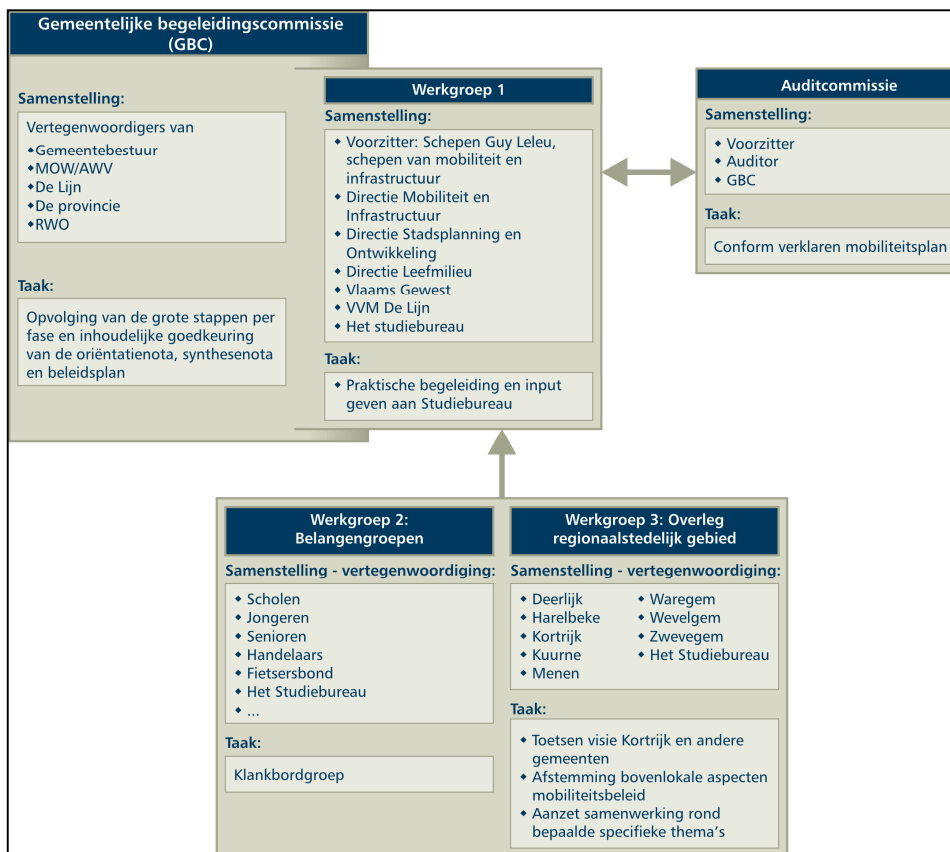 Gemeentelijke begeleidingscommissie
(GBC)
Samenstelling:
Vertegenwoordigers van
◆Gemeentebestuur
◆MOW/AWV
◆De Lijn
◆De provincie
◆RWO
Taak:
Opvolging van de grote stappen per
fase en inhoudelijke goedkeuring
van de oriëntatienota, synthesenota
en beleidsplan
Werkgroep 1
Samenstelling:
◆ Voorzitter: Schepen Guy Leleu,
schepen van mobiliteit en
infrastructuur
◆ Directie Mobiliteit en
Infrastructuur
◆ Directie Stadsplanning en
Ontwikkeling
◆ Directie Leefmilieu
◆ Vlaams Gewest
◆ VVM De Lijn
◆ Het studiebureau
Taak:
◆ Praktische begeleiding en input
geven aan Studiebureau
Auditcommissie
Samenstelling:
◆ Voorzitter
◆ Auditor
◆ GBC
Taak:
Conform verklaren mobiliteitsplan
Werkgroep 2:
Belangengroepen
Samenstelling - vertegenwoordiging:
◆ Scholen
◆ Jongeren
◆ Senioren
◆ Handelaars
◆ Fietsersbond
◆ Het Studiebureau
◆ ...
Taak:
Klankbordgroep
Werkgroep 3: Overleg
regionaalstedelijk gebied
Samenstelling - vertegenwoordiging:
◆ Deerlijk
◆ Harelbeke
◆ Kortrijk
◆ Kuurne
◆ Menen
◆ Waregem
◆ Wevelgem
◆ Zwevegem
◆ Het Studiebureau
Taak:
◆ Toetsen visie Kortrijk en andere
gemeenten
◆ Afstemming bovenlokale aspecten
mobiliteitsbeleid
◆ Aanzet samenwerking rond
bepaalde specifieke thema's